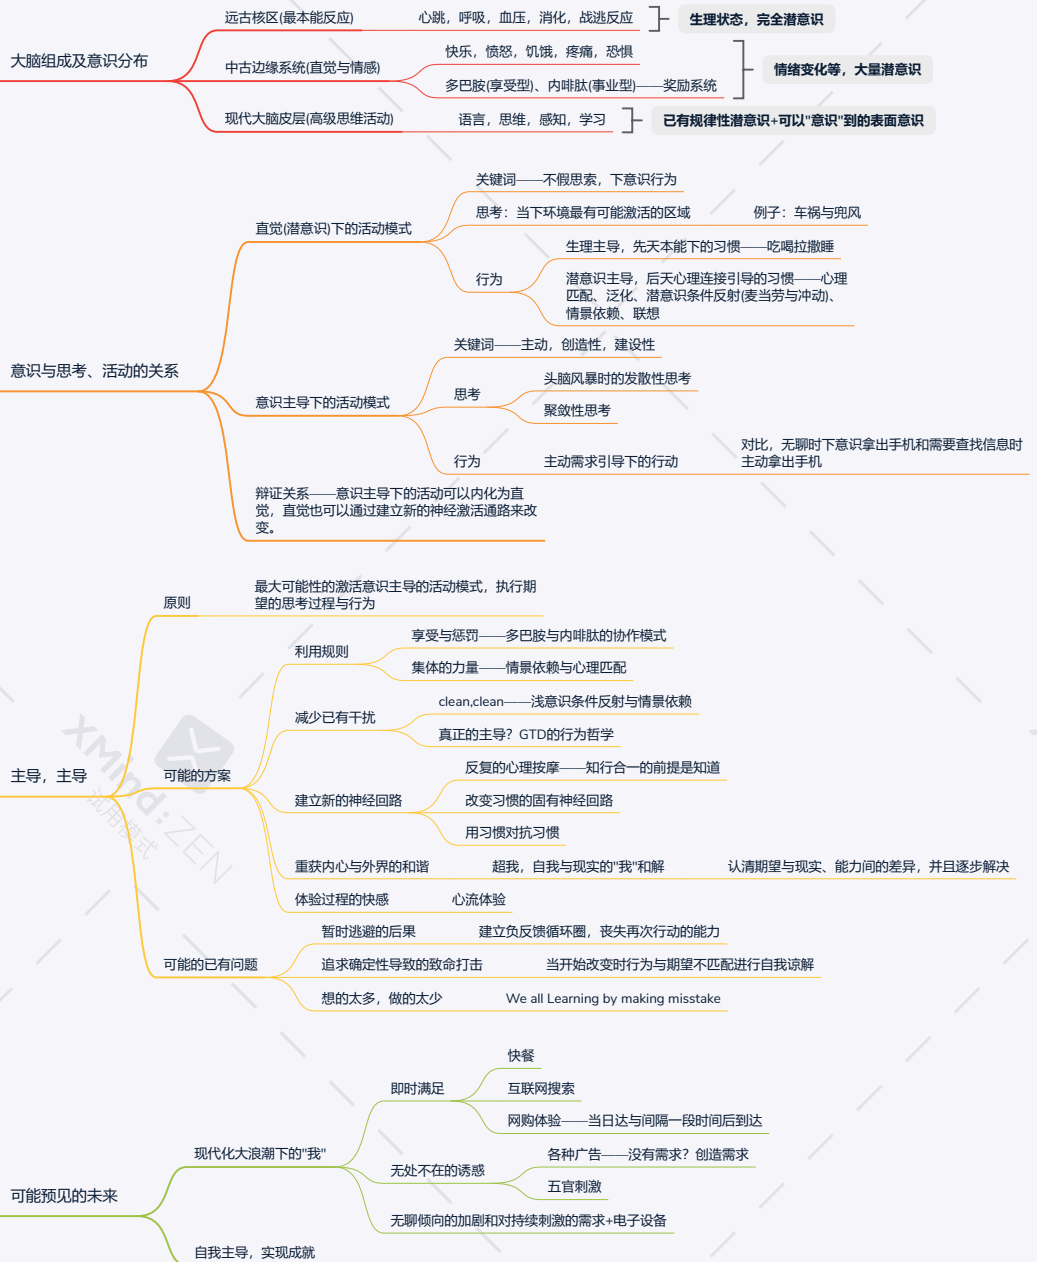 大脑组成及意识分布
远古核区(最本能反应)
心跳，呼吸，血压，消化，战逃反应
生理状态，完全潜意识
中古边缘系统(直觉与情感)
快乐，愤怒，饥饿，疼痛，恐惧
多巴胺(享受型)、内啡肽(事业型)——奖励系统
情绪变化等，大量潜意识
现代大脑皮层(高级思维活动)
语言，思维，感知，学习
已有规律性潜意识+可以"意识"到的表面意识
意识与思考、活动的关系
直觉(潜意识)下的活动模式
关键词——不假思索，下意识行为
思考：当下环境最有可能激活的区域
例子：车祸与兜风
行为
生理主导，先天本能下的习惯——吃喝拉撒睡
潜意识主导，后天心理连接引导的习惯——心理
匹配、泛化、潜意识条件反射(麦当劳与冲动)、
情景依赖、联想
意识主导下的活动模式
关键词——主动，创造性，建设性
思考
头脑风暴时的发散性思考
聚敛性思考
行为
主动需求引导下的行动
对比，无聊时下意识拿出手机和需要查找信息时
主动拿出手机
辩证关系——意识主导下的活动可以内化为直
觉，直觉也可以通过建立新的神经激活通路来改
变。
主导，主导
原则
最大可能性的激活意识主导的活动模式，执行期
望的思考过程与行为
可能的方案
利用规则
享受与惩罚——多巴胺与内啡肽的协作模式
集体的力量——情景依赖与心理匹配
减少已有干扰
clean,clean——浅意识条件反射与情景依赖
真正的主导？GTD的行为哲学
建立新的神经回路
反复的心理按摩——知行合一的前提是知道
改变习惯的固有神经回路
用习惯对抗习惯
重获内心与外界的和谐
超我，自我与现实的"我"和解
认清期望与现实、能力间的差异，并且逐步解决
体验过程的快感
心流体验
可能的已有问题
暂时逃避的后果
建立负反馈循环圈，丧失再次行动的能力
追求确定性导致的致命打击
当开始改变时行为与期望不匹配进行自我谅解
想的太多，做的太少
We all Learning by making misstake
可能预见的未来
现代化大浪潮下的"我"
即时满足
快餐
互联网搜索
网购体验——当日达与间隔一段时间后到达
无处不在的诱惑
各种广告——没有需求？创造需求
五官刺激
无聊倾向的加剧和对持续刺激的需求+电子设备
自我主导，实现成就
XMind:ZEN
试用模式